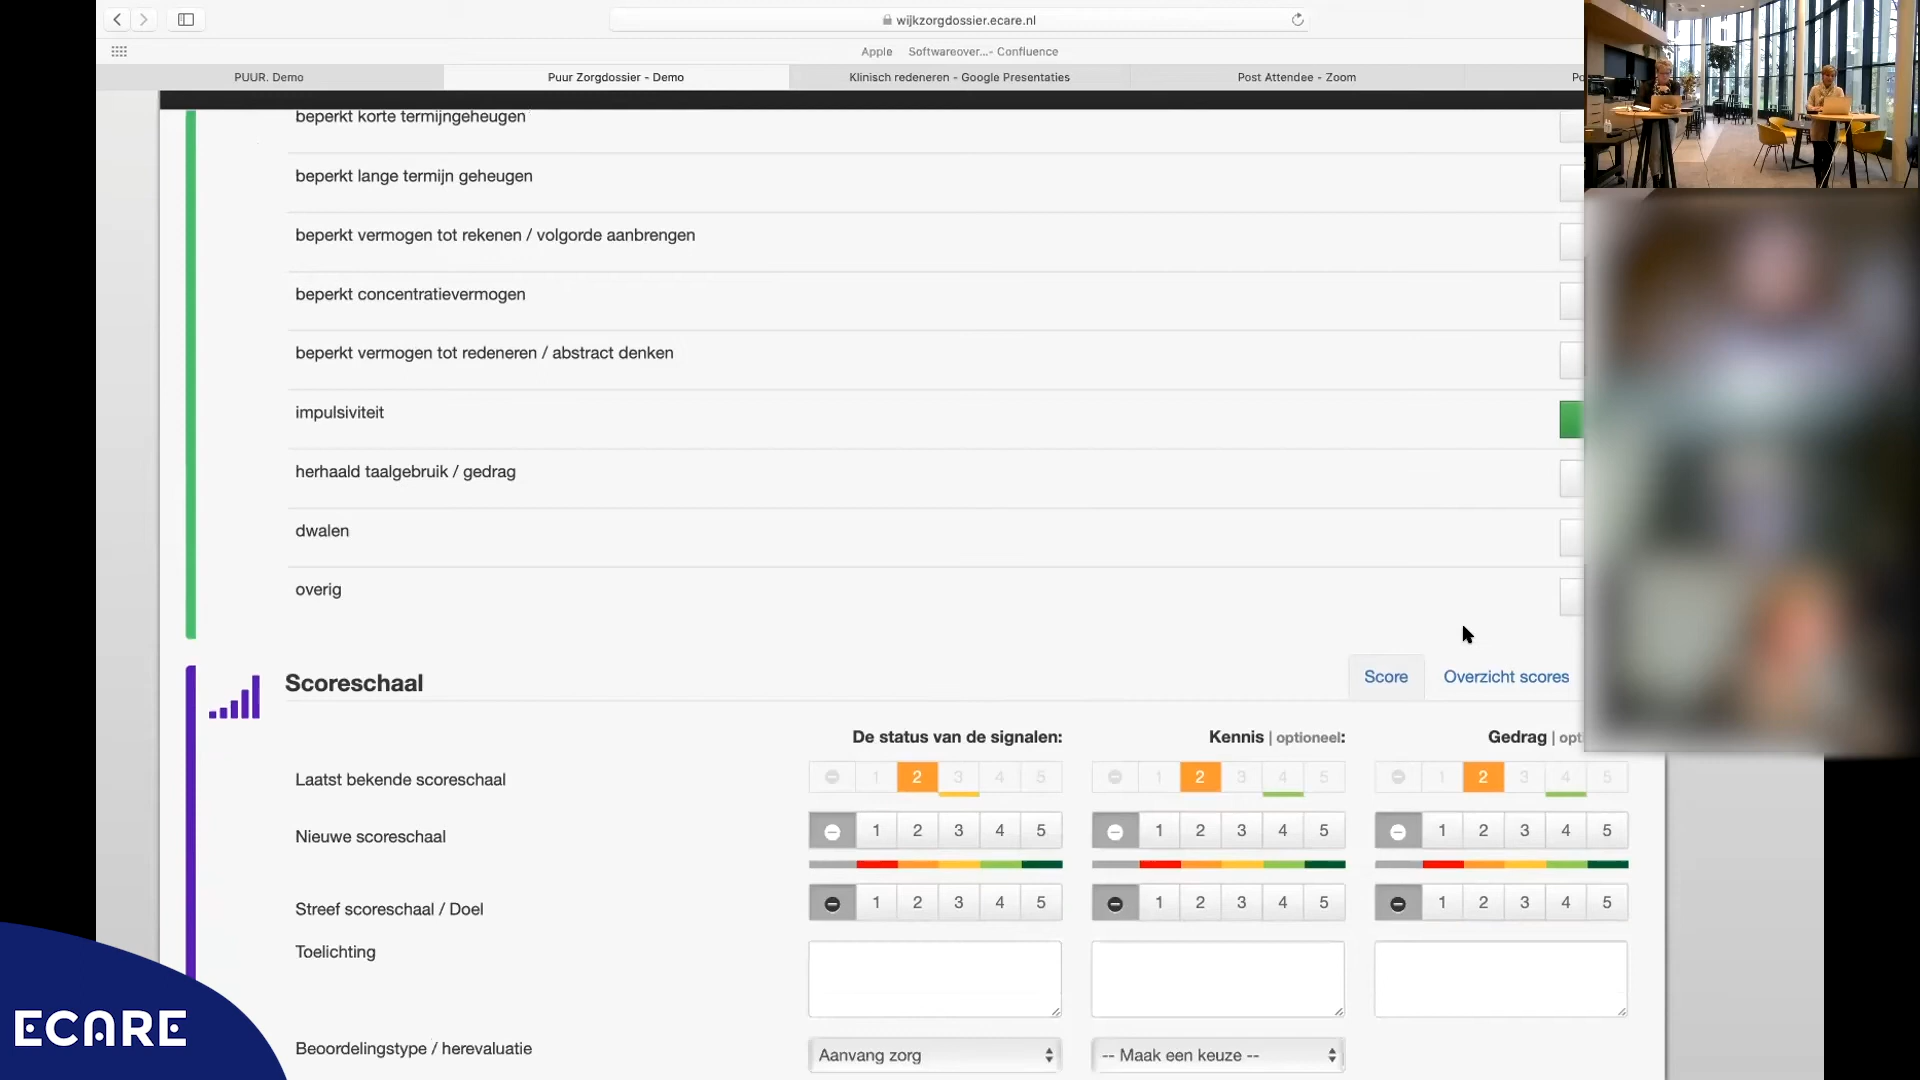 wijkzorgdossier.ecare.nl
Apple Softwareover...- Confluence
PUUR. Demo Puur Zorgdossier - Demo Klinisch redeneren - Google Presentaties Post Attendee - Zoom Po
beperkt korte termijngeheugen
beperkt lange termijn geheugen
beperkt vermogen tot rekenen / volgorde aanbrengen
beperkt concentratievermogen
beperkt vermogen tot redeneren / abstract denken
impulsiviteit
herhaald taalgebruik / gedrag
dwalen
overig
Scoreschaal Score Overzicht scores
De status van de signalen: Kennis | optioneel: Gedrag | opt
Laatst bekende scoreschaal 1 2 3 4 5 1 2 3 4 5 1 2 3 4 5
Nieuwe scoreschaal 1 2 3 4 5 1 2 3 4 5 1 2 3 4 5
Streef scoreschaal / Doel 1 2 3 4 5 1 2 3 4 5 1 2 3 4 5
Toelichting
Beoordelingstype / herevaluatie Aanvang zorg -- Maak een keuze --
ECARE